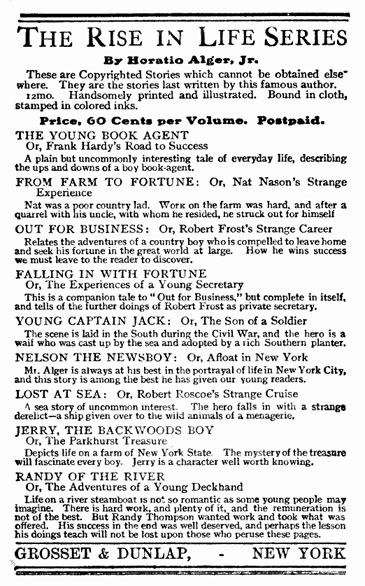 THE RISE IN LIFE SERIES
By Horatio Alger, Jr.
These are Copyrighted Stories which cannot be obtained else-
where. They are the stories last written by this famous author.
12mo. Handsomely printed and illustrated. Bound in cloth,
stamped in colored inks.
Price, 60 Cents per Volume. Postpaid.
THE YOUNG BOOK AGENT
Or, Frank Hardy's Road to Success
A plain but uncommonly interesting tale of everyday life, describing
the ups and downs of a boy book-agent.
FROM FARM TO FORTUNE: Or, Nat Nason's Strange
Experience
Nat was a poor country lad. Work on the farm was hard, and after a
quarrel with his uncle, with whom he resided, he struck out for himself
OUT FOR BUSINESS: Or, Robert Frost's Strange Career
Relates the adventures of a country boy who is compelled to leave home
and seek his fortune in the great world at large. How he wins success
we must leave to the reader to discover.
FALLING IN WITH FORTUNE
Or, The Experiences of a Young Secretary
This is a companion tale to "Out for Business," but complete in itself,
and tells of the further doings of Robert Frost as private secretary.
YOUNG CAPTAIN JACK: Or, The Son of a Soldier
The scene is laid in the South during the Civil War, and the hero is a
waif who was cast up by the sea and adopted by a rich Southern planter.
NELSON THE NEWSBOY: Or, Afloat in New York
Mr. Alger is always at his best in the portrayal of life in New York City,
and this story is among the best he has given our young readers.
LOST AT SEA: Or, Robert Roscoe's Strange Cruise
A sea story of uncommon interest. The hero falls in with a strange
derelict—a ship given over to the wild animals of a menagerie.
JERRY, THE BACKWOODS BOY
Or, The Parkhurst Treasure
Depicts life on a farm of New York State. The mystery of the treasure
will fascinate every boy. Jerry is a character well worth knowing.
RANDY OF THE RIVER
Or, The Adventures of a Young Deckhand
Life on a river steamboat is not so romantic as some young people may
imagine. There is hard work, and plenty of it, and the remuneration is
not of the best. But Randy Thompson wanted work and took what was
offered. His success in the end was well deserved, and perhaps the lesson
his doings teach will not be lost upon those who peruse these pages.
GROSSET & DUNLAP, - NEW YORK